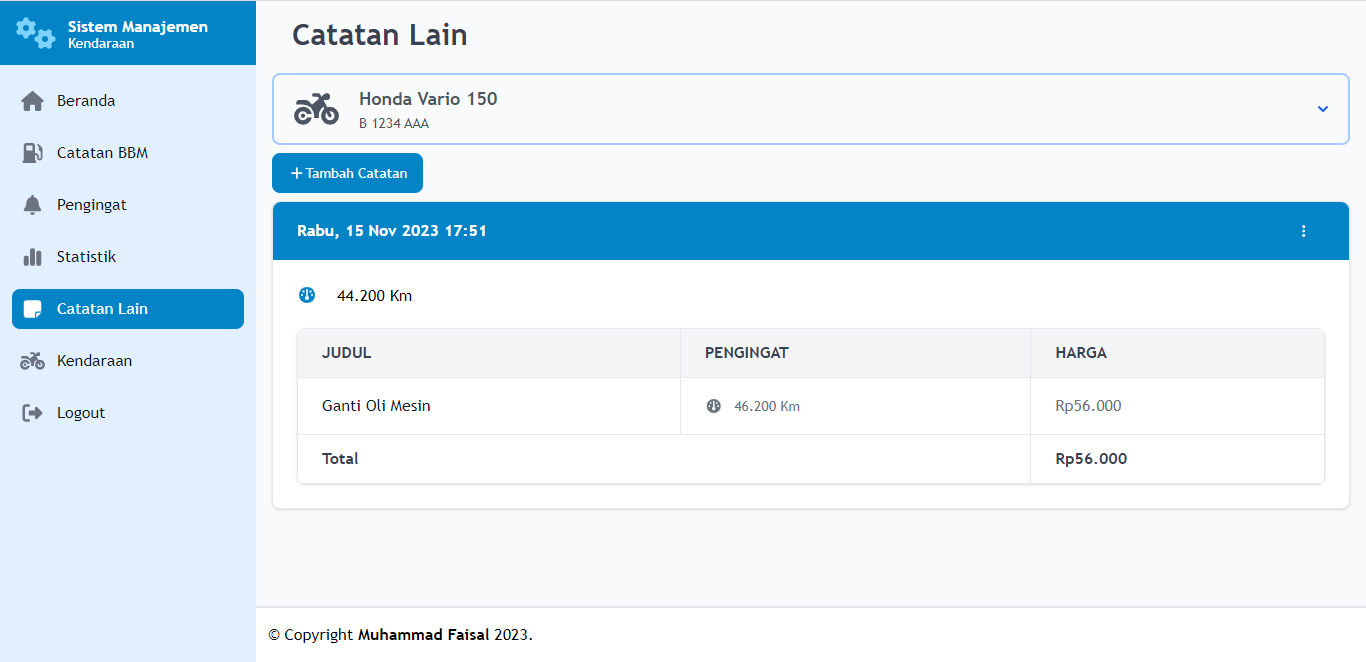 Sistem Manajemen
Kendaraan
Beranda
Catatan BBM
Pengingat
Statistik
Catatan Lain
Kendaraan
Logout
Catatan Lain
Honda Vario 150
B 1234 AAA
+ Tambah Catatan
Rabu, 15 Nov 2023 17:51
44.200 Km
JUDUL PENGINGAT HARGA
Ganti Oli Mesin 46.200 Km Rp56.000
Total Rp56.000
© Copyright Muhammad Faisal 2023.